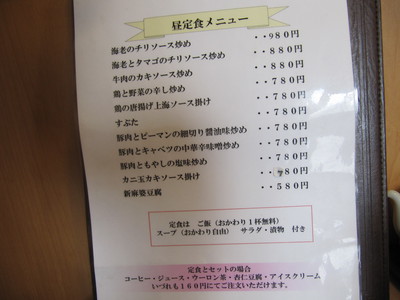 昼定食メニュー
海老のチリソース炒め ・・980円
海老とタマゴのチリソース炒め ・・880円
牛肉のカキソース炒め ・・880円
鶏と野菜の辛し炒め ・・780円
鶏の唐揚げ上海ソース掛け ・・780円
すぶた ・・780円
豚肉とピーマンの細切り醤油味炒め ・・780円
豚肉とキャベツの中華辛味噌炒め ・・780円
豚肉ともやしの塩味炒め ・・780円
カニ玉カキソース掛け
新麻婆豆腐 ・・580円
定食は ご飯（おかわり１杯無料）
スープ（おかわり自由） サラダ・漬物 付き
定食とセットの場合
コーヒー・ジュース・ウーロン茶・杏仁豆腐・アイスクリーム
いづれも１６０円にてご注文いただけます。